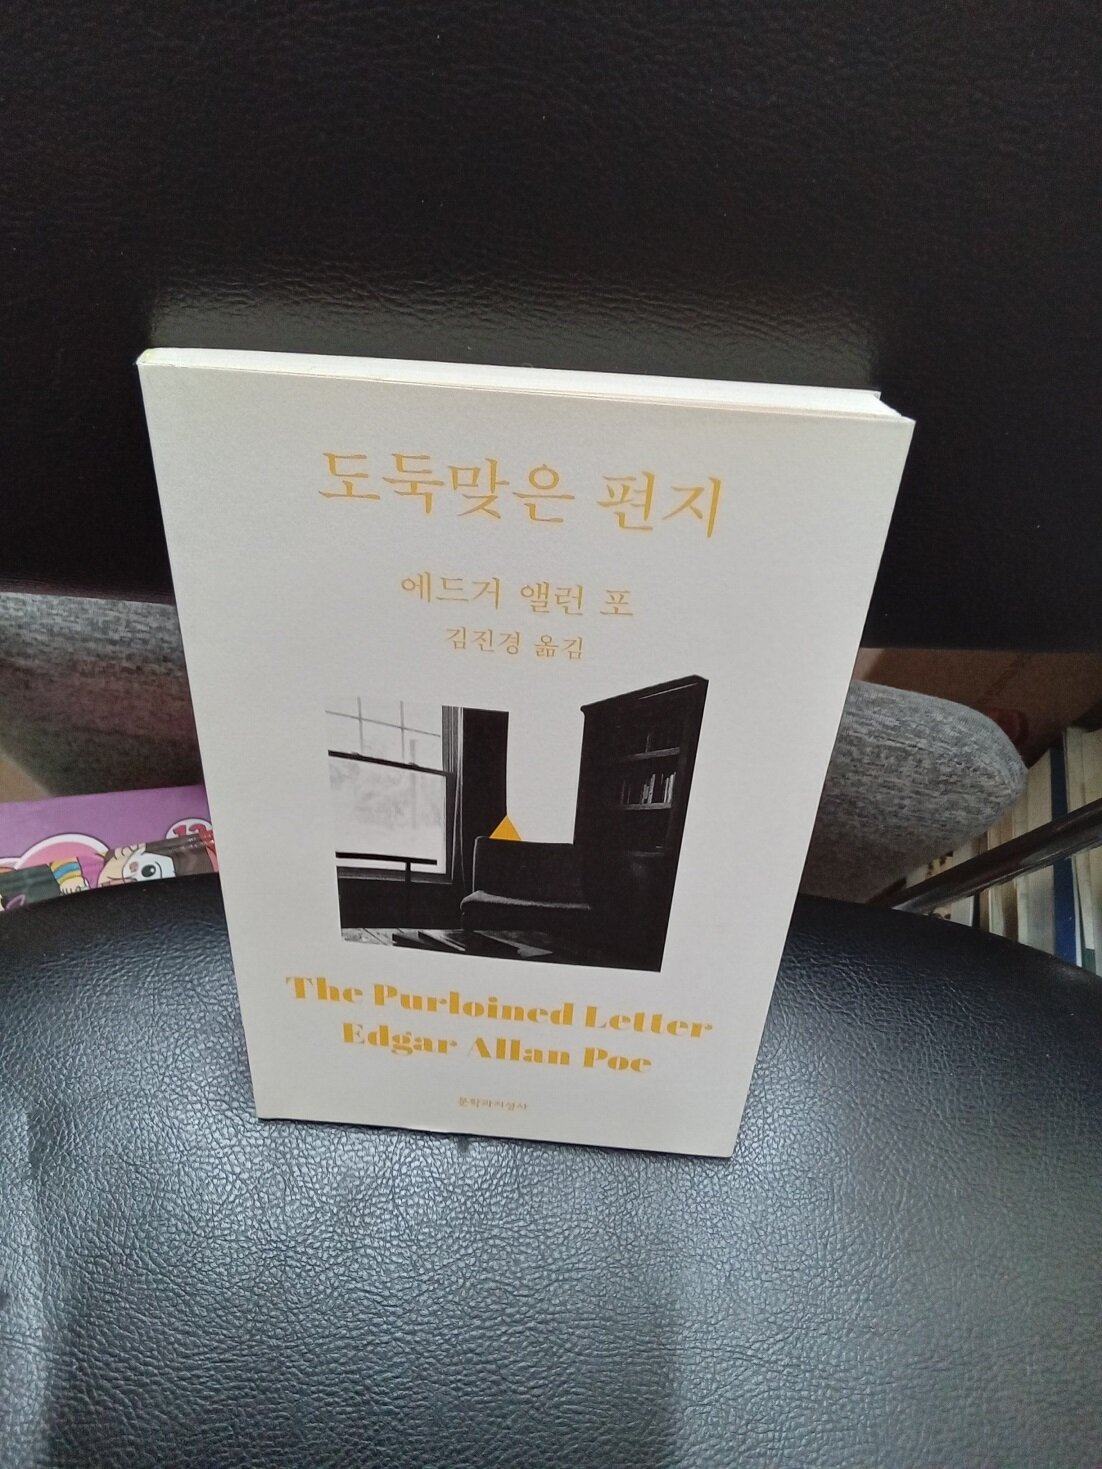 도둑맞은 편지
에드거 앨런 포
김진경 옮김
The Purloined Letter
Edgar Allan Poe
문학과지성사